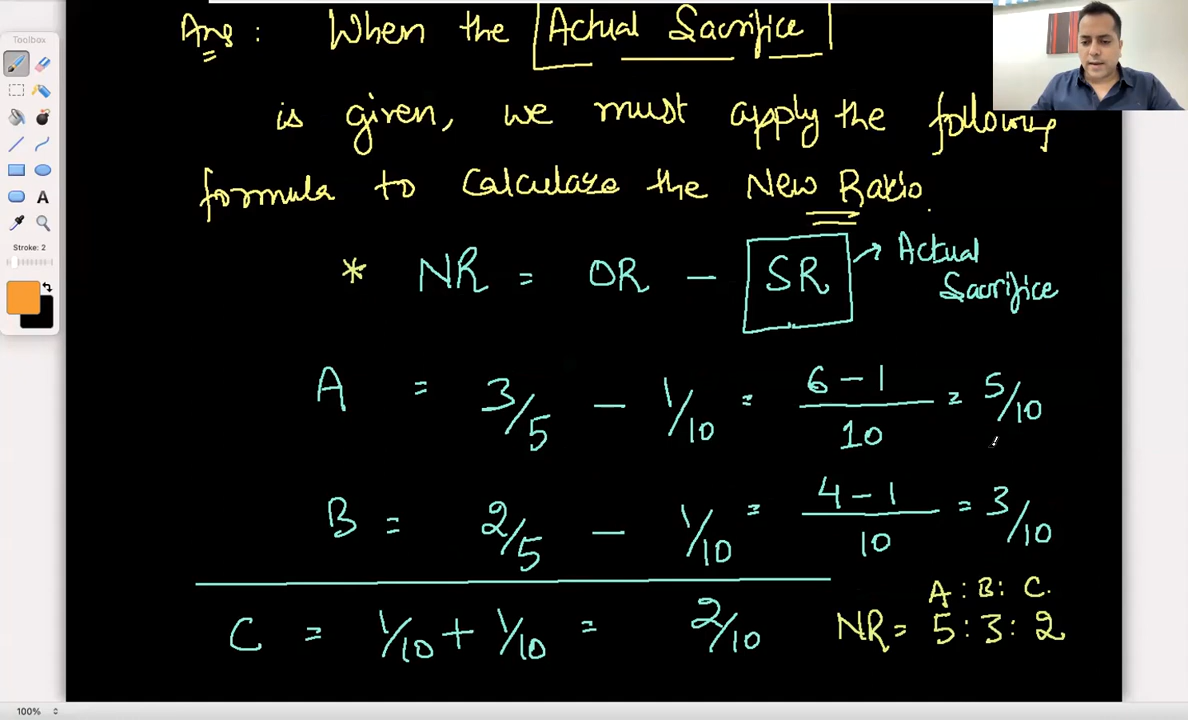 Toolbox
A
Stroke: 2
100%
Ans : When the Actual Sacrifice
is given, we must apply the following
formula to Calculate the New Ratio.
* NR = OR - SR → Actual
Sacrifice
A = 3/5 - 1/10 = 6-1/10 = 5/10
B = 2/5 - 1/10 = 4-1/10 = 3/10
A : B : C.
C = 1/10 + 1/10 = 2/10 NR = 5 : 3 : 2